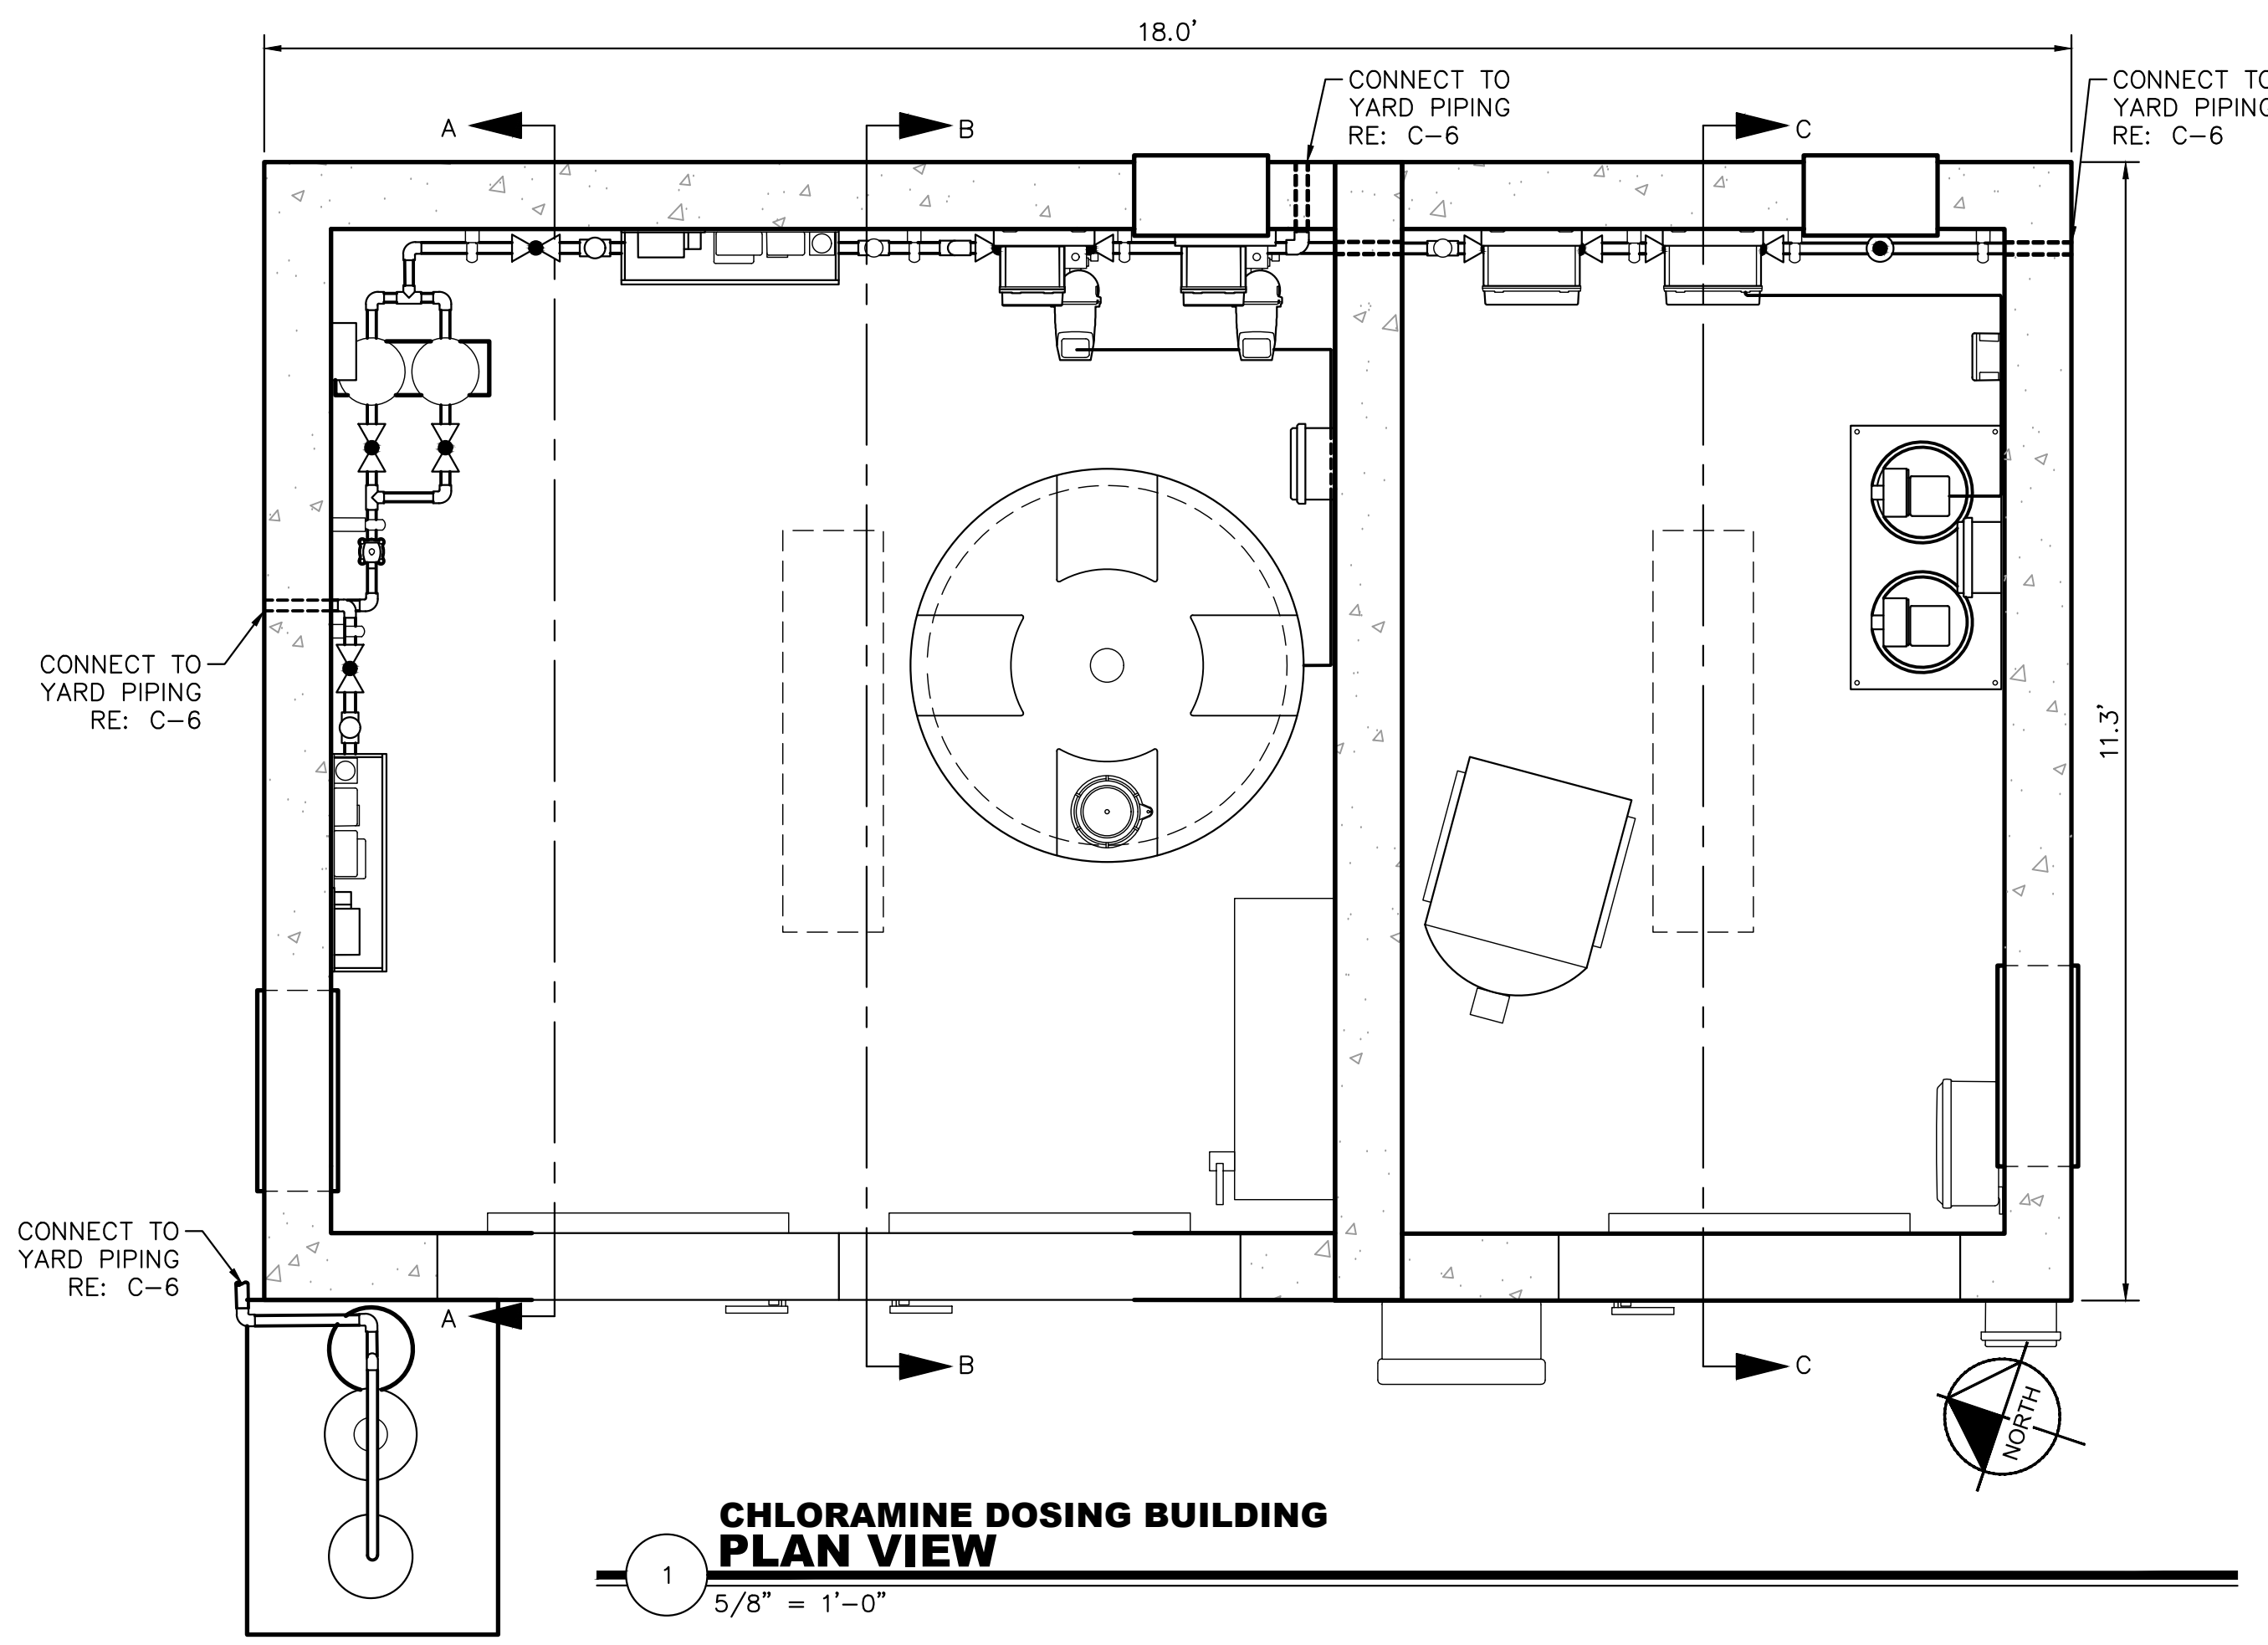 18.0'
CONNECT TO
YARD PIPING
RE: C-6
CONNECT TO
YARD PIPING
RE: C-6
A
B
C
CONNECT TO
YARD PIPING
RE: C-6
11.3'
CONNECT TO
YARD PIPING
RE: C-6
A
B
C
NORTH
CHLORAMINE DOSING BUILDING
PLAN VIEW
1
5/8" = 1'-0"